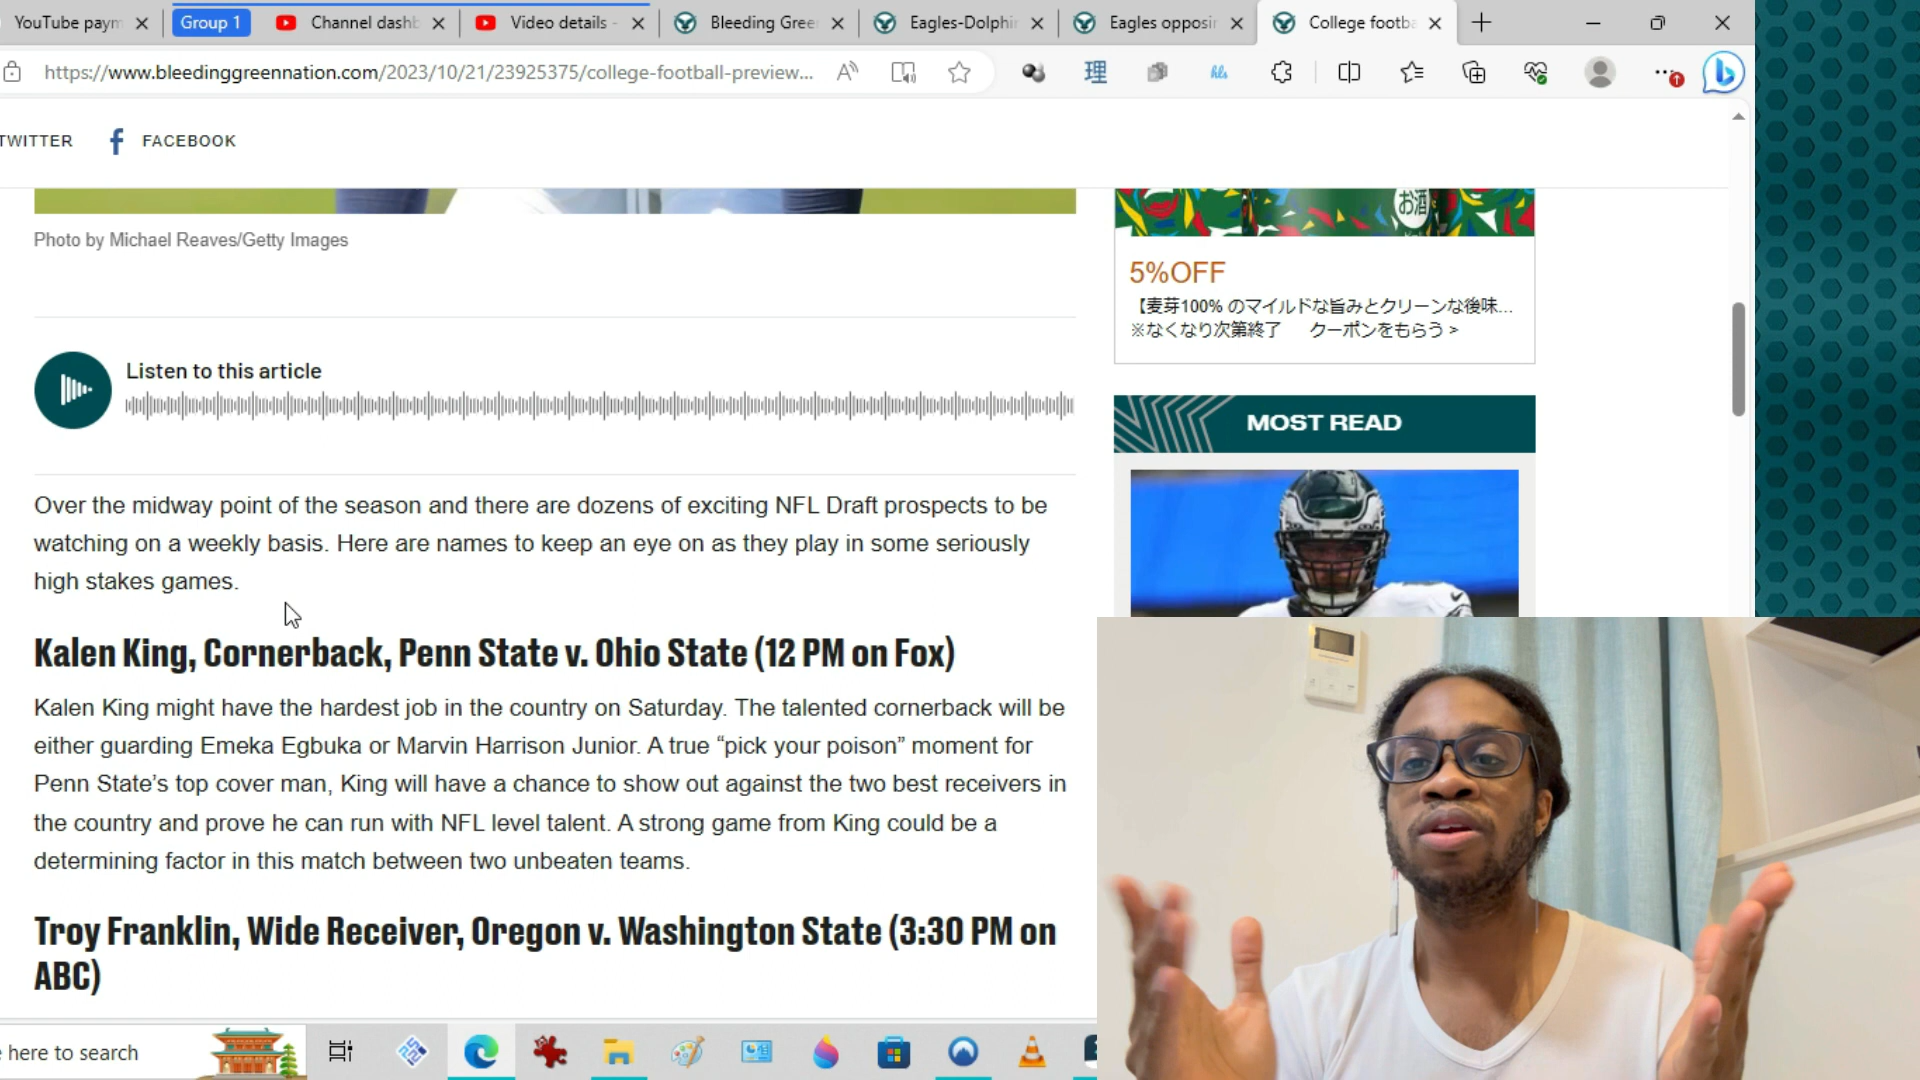 YouTube paym
Group 1
Channel dashb
Video details -
Bleeding Gree
Eagles-Dolphi
Eagles opposi
College footba
https://www.bleedinggreennation.com/2023/10/21/23925375/college-football-preview...
理
hls
TWITTER
FACEBOOK
Photo by Michael Reaves/Getty Images
お酒
5%OFF
【麦芽100% のマイルドな旨みとクリーンな後味...
※なくなり次第終了 クーポンをもらう >
Listen to this article
MOST READ
Over the midway point of the season and there are dozens of exciting NFL Draft prospects to be
watching on a weekly basis. Here are names to keep an eye on as they play in some seriously
high stakes games.
Kalen King, Cornerback, Penn State v. Ohio State (12 PM on Fox)
Kalen King might have the hardest job in the country on Saturday. The talented cornerback will be
either guarding Emeka Egbuka or Marvin Harrison Junior. A true “pick your poison” moment for
Penn State’s top cover man, King will have a chance to show out against the two best receivers in
the country and prove he can run with NFL level talent. A strong game from King could be a
determining factor in this match between two unbeaten teams.
Troy Franklin, Wide Receiver, Oregon v. Washington State (3:30 PM on
ABC)
here to search